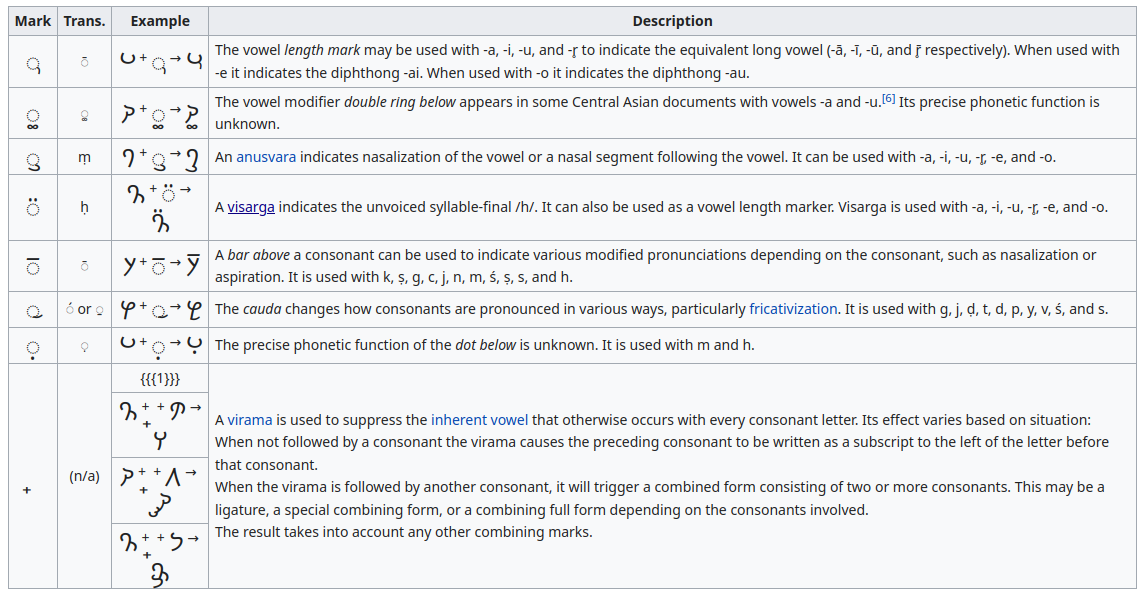 Mark Trans. Example Description
𐨌 ◌̄ 𐨨 + 𐨌 → 𐨨𐨌 The vowel length mark may be used with -a, -i, -u, and -r̥ to indicate the equivalent long vowel (-ā, -ī, -ū, and r̥̄ respectively). When used with
-e it indicates the diphthong -ai. When used with -o it indicates the diphthong -au.
𐨍 ◌͚ 𐨯 + 𐨍 → 𐨯𐨍 The vowel modifier double ring below appears in some Central Asian documents with vowels -a and -u.[6] Its precise phonetic function is
unknown.
𐨎 ṃ 𐨀 + 𐨎 → 𐨀𐨎 An anusvara indicates nasalization of the vowel or a nasal segment following the vowel. It can be used with -a, -i, -u, -r̥, -e, and -o.
𐨏 ḥ 𐨐 + 𐨏 →
𐨐𐨏
A visarga indicates the unvoiced syllable-final /h/. It can also be used as a vowel length marker. Visarga is used with -a, -i, -u, -r̥, -e, and -o.
𐨸 ◌̄ 𐨗 + 𐨸 → 𐨗𐨸 A bar above a consonant can be used to indicate various modified pronunciations depending on the consonant, such as nasalization or
aspiration. It is used with k, ṣ, g, c, j, n, m, ś, ṣ, s, and h.
𐨹 ◌́ or ◌̱ 𐨒 + 𐨹 → 𐨒𐨹 The cauda changes how consonants are pronounced in various ways, particularly fricativization. It is used with g, j, ḍ, t, d, p, y, v, ś, and s.
𐨺 ◌̣ 𐨨 + 𐨺 → 𐨨𐨺 The precise phonetic function of the dot below is unknown. It is used with m and h.
𐨿 (n/a) {{{1}}}
𐨐 + 𐨿 + 𐨮 →
𐨐𐨿𐨮
𐨯 + 𐨿 + 𐨩 →
𐨯𐨿𐨩
𐨐 + 𐨿 + 𐨟 →
𐨐𐨿𐨟
A virama is used to suppress the inherent vowel that otherwise occurs with every consonant letter. Its effect varies based on situation:
When not followed by a consonant the virama causes the preceding consonant to be written as a subscript to the left of the letter before
that consonant.
When the virama is followed by another consonant, it will trigger a combined form consisting of two or more consonants. This may be a
ligature, a special combining form, or a combining full form depending on the consonants involved.
The result takes into account any other combining marks.